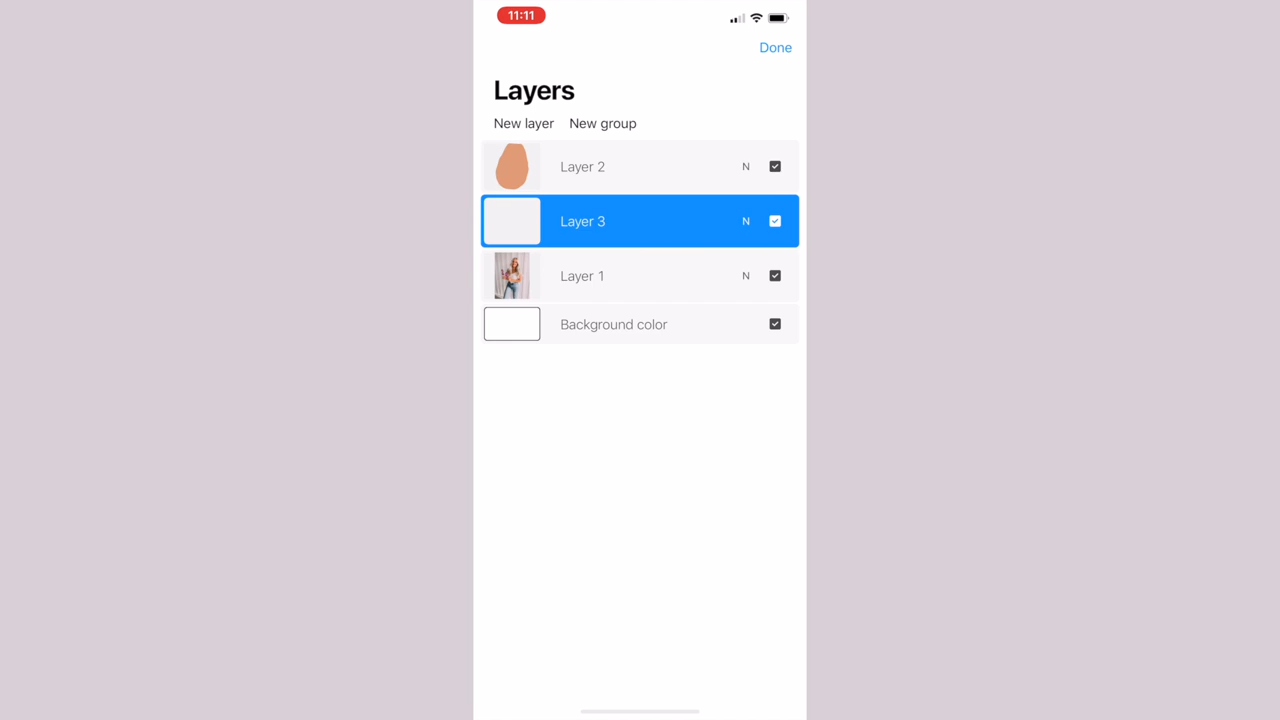 11:11
Done
Layers
New layer New group
Layer 2 N
Layer 3 N
Layer 1 N
Background color